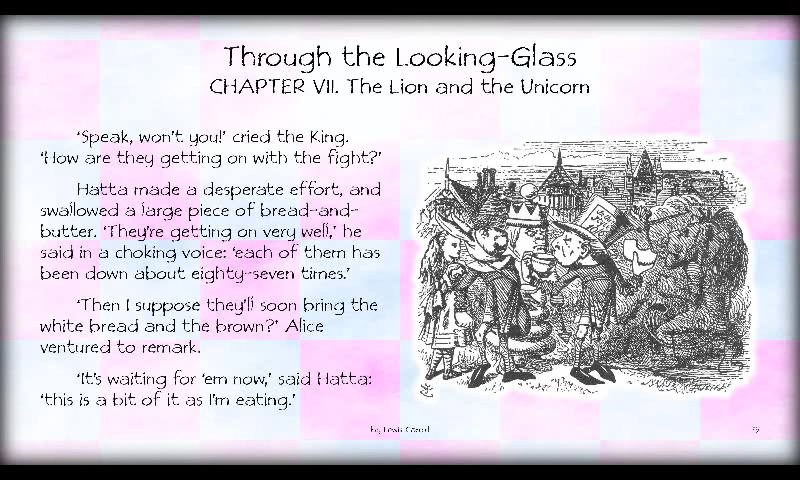 Through the Looking-Glass
CHAPTER VII. The Lion and the Unicorn
'Speak, won't you!' cried the King.
'How are they getting on with the fight?'
Hatta made a desperate effort, and
swallowed a large piece of bread-and-
butter. 'They're getting on very well,' he
said in a choking voice: 'each of them has
been down about eighty-seven times.'
'Then I suppose they'll soon bring the
white bread and the brown?' Alice
ventured to remark.
'It's waiting for 'em now,' said Hatta:
'this is a bit of it as I'm eating.'
by Lewis Carroll